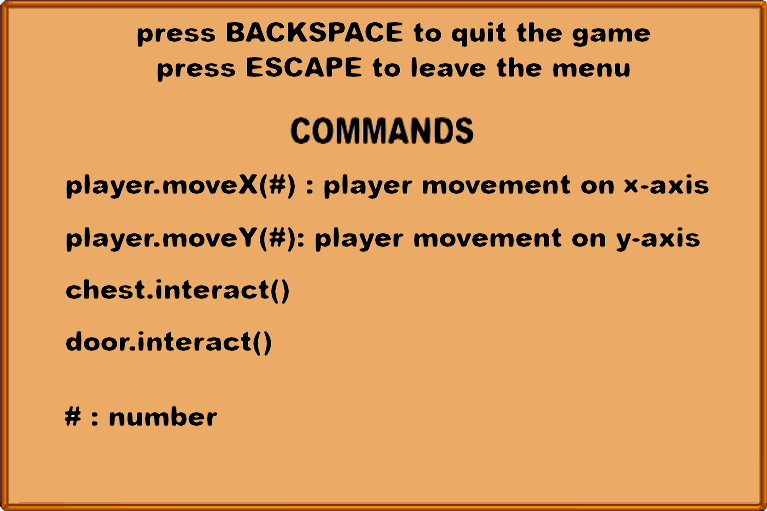 press BACKSPACE to quit the game
press ESCAPE to leave the menu
COMMANDS
player.moveX(#) : player movement on x-axis
player.moveY(#): player movement on y-axis
chest.interact()
door.interact()
# : number